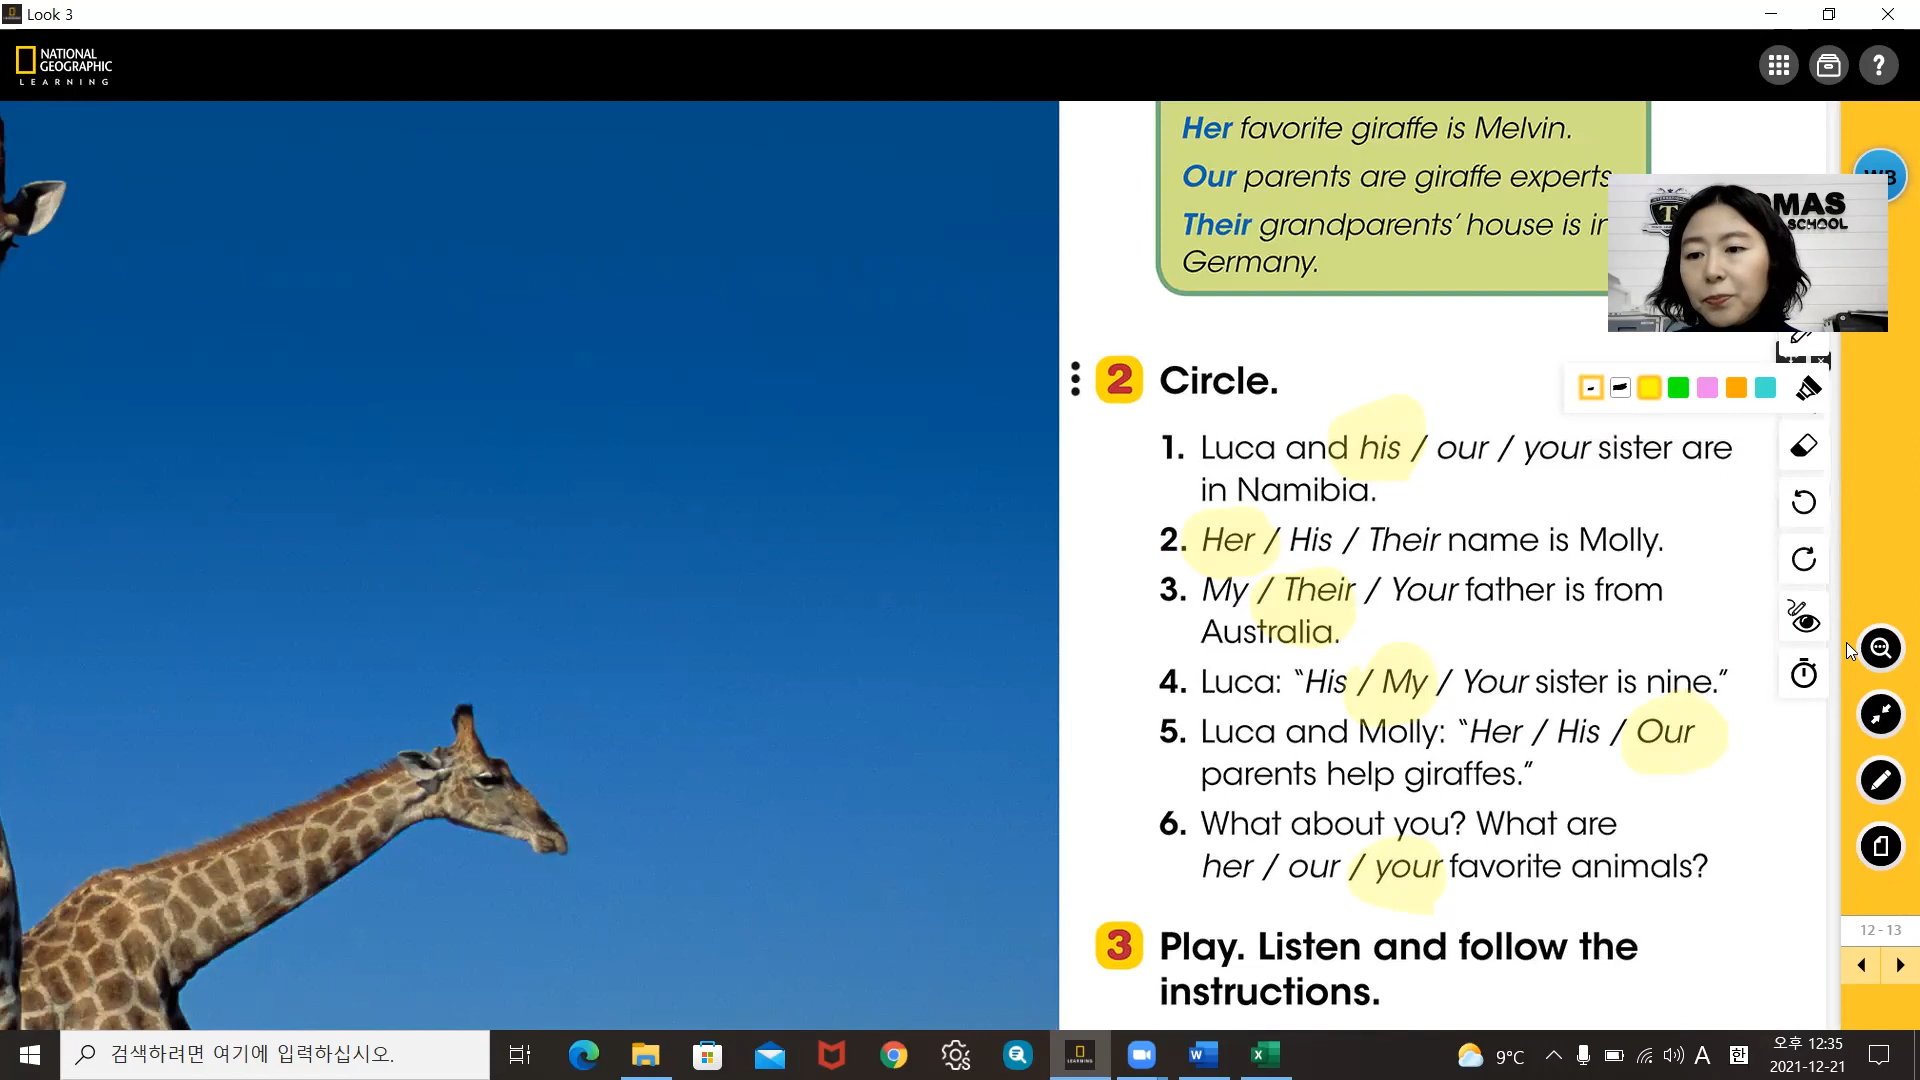 Look 3
NATIONAL
GEOGRAPHIC
LEARNING
Her favorite giraffe is Melvin.
Our parents are giraffe experts.
Their grandparents' house is in
Germany.
SCHOOL
2 Circle.
1. Luca and his / our / your sister are
in Namibia.
2. Her / His / Their name is Molly.
3. My / Their / Your father is from
Australia.
4. Luca: “His / My / Your sister is nine.”
5. Luca and Molly: “Her / His / Our
parents help giraffes.”
6. What about you? What are
her / our / your favorite animals?
3 Play. Listen and follow the
instructions.
12 - 13
검색하려면 여기에 입력하십시오.
9°C
A
한
오후 12:35
2021-12-21